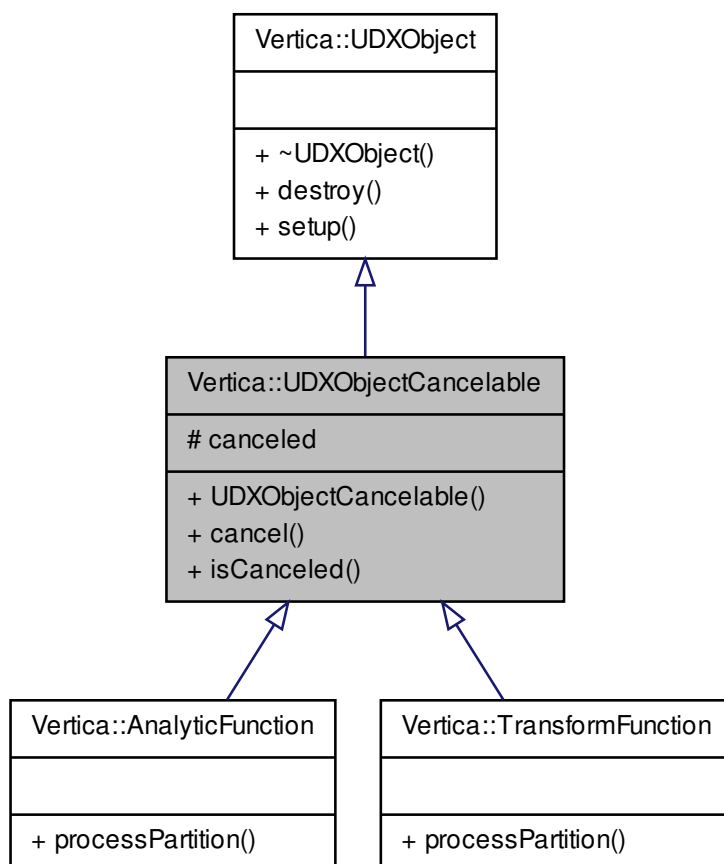 Vertica::UDXObject
+ ~UDXObject()
+ destroy()
+ setup()
Vertica::UDXObjectCancelable
# canceled
+ UDXObjectCancelable()
+ cancel()
+ isCanceled()
Vertica::AnalyticFunction
+ processPartition()
Vertica::TransformFunction
+ processPartition()